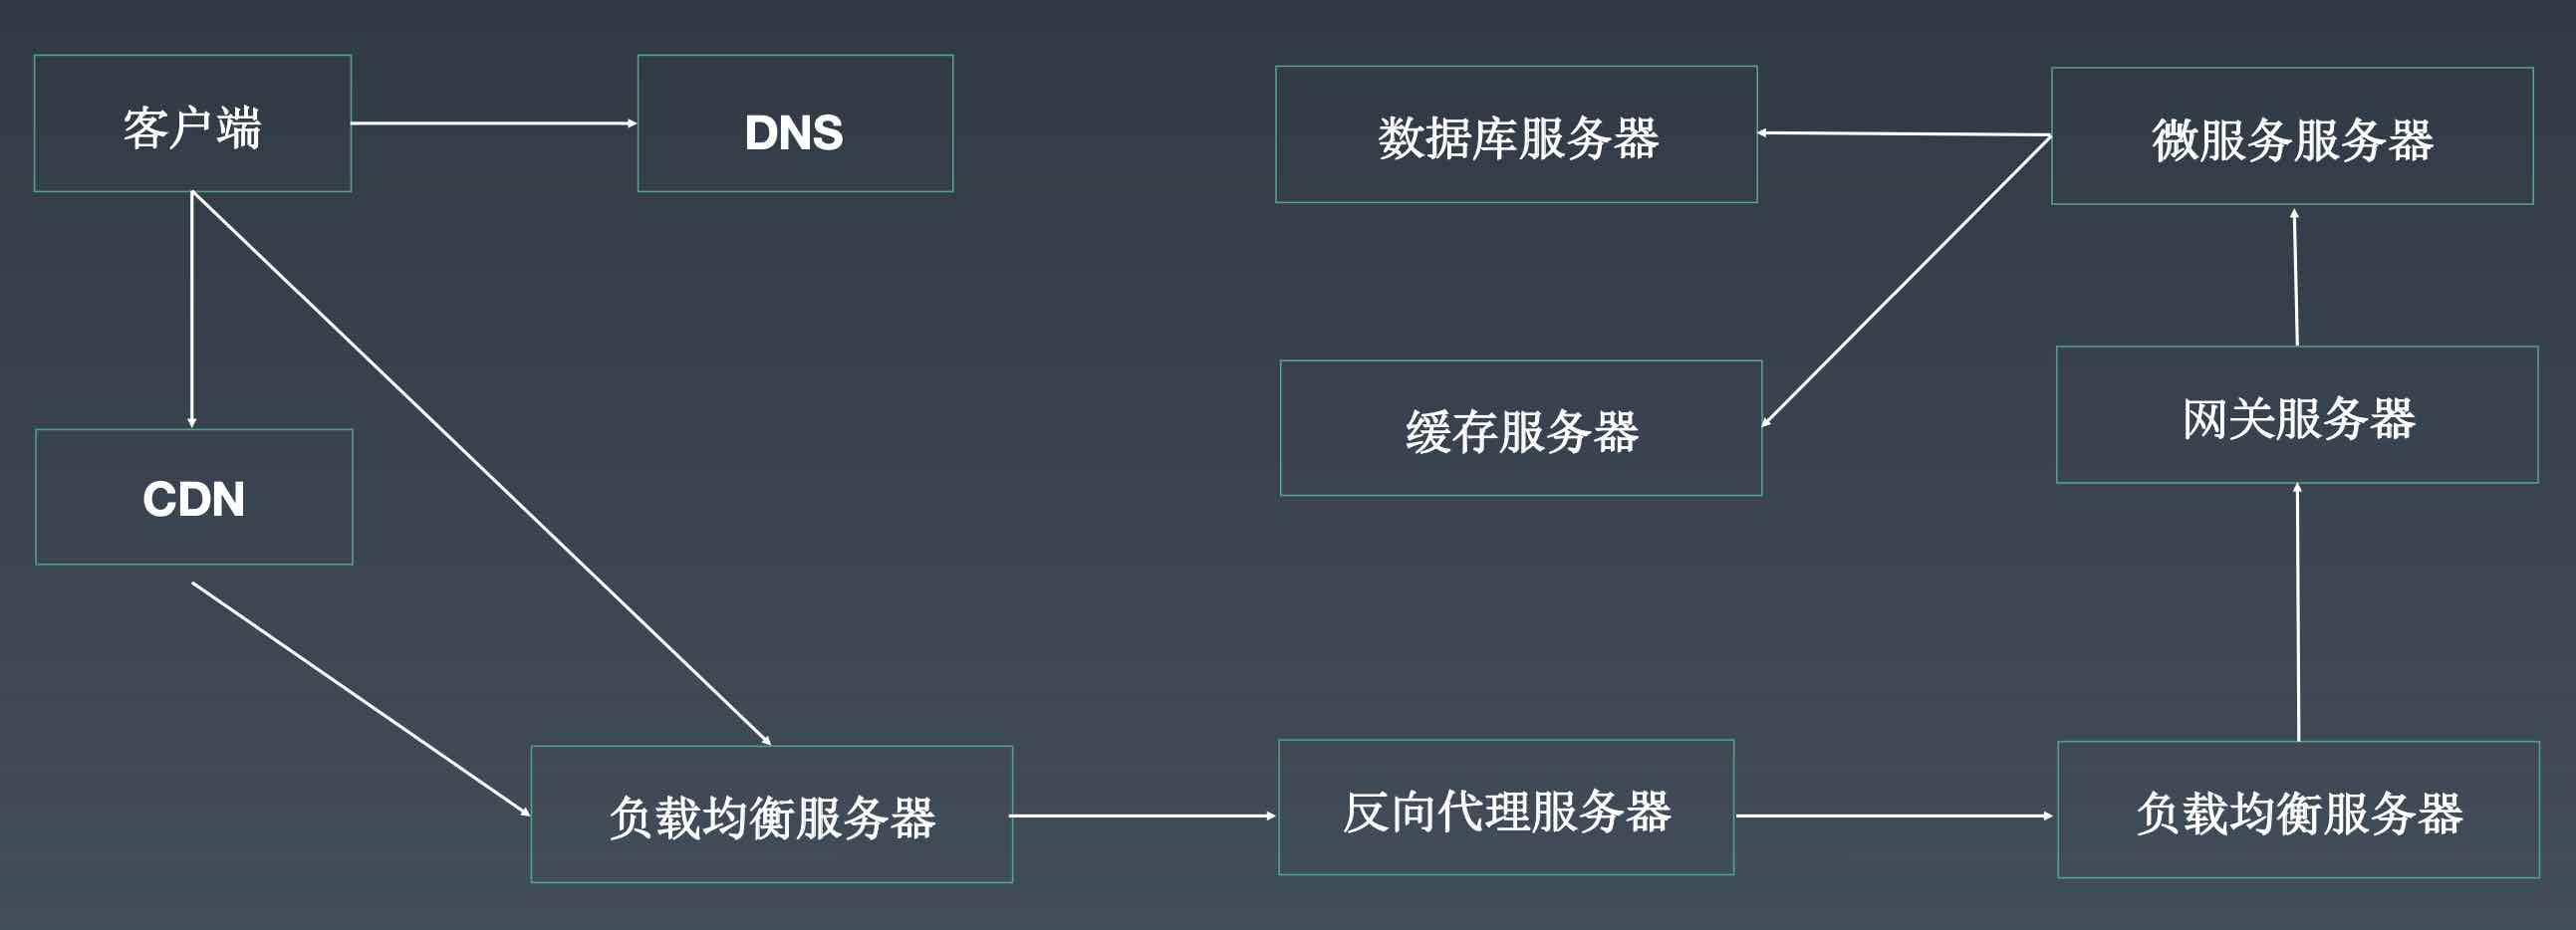 客户端
DNS
数据库服务器
微服务服务器
CDN
缓存服务器
网关服务器
负载均衡服务器
反向代理服务器
负载均衡服务器